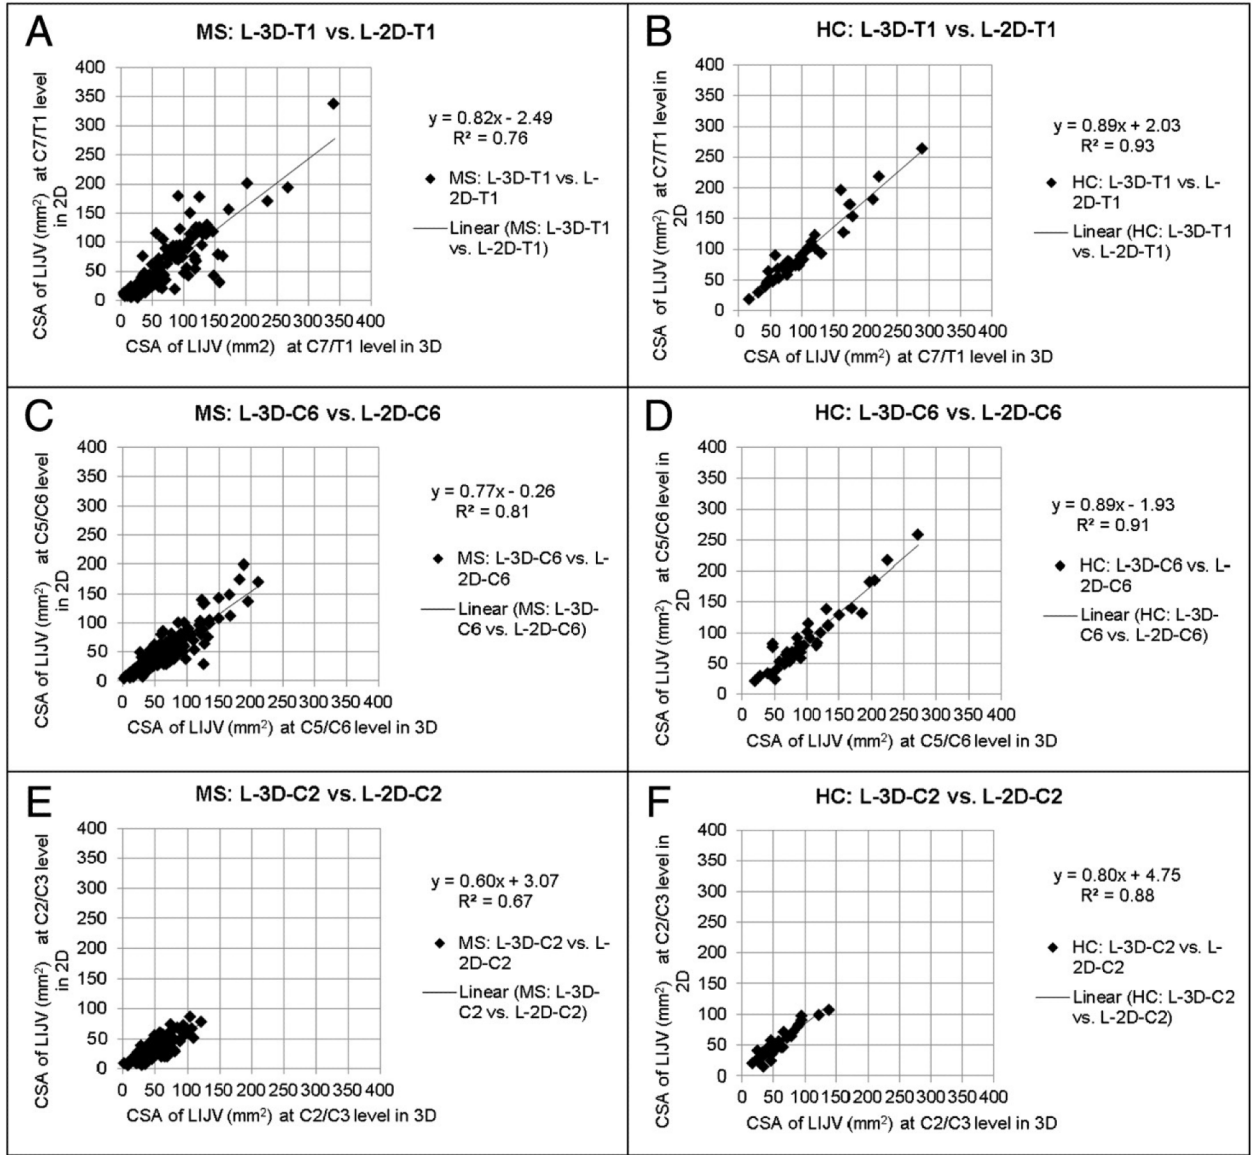 A
MS: L-3D-T1 vs. L-2D-T1
CSA of LIJV (mm²) at C7/T1 level
in 2D
400
350
300
250
200
150
100
50
0
0 50 100 150 200 250 300 350 400
CSA of LIJV (mm2) at C7/T1 level in 3D
y = 0.82x - 2.49
R² = 0.76
MS: L-3D-T1 vs. L-
2D-T1
Linear (MS: L-3D-T1
vs. L-2D-T1)
B
HC: L-3D-T1 vs. L-2D-T1
CSA of LIJV (mm²) at C7/T1 level in
2D
400
350
300
250
200
150
100
50
0
0 50 100 150 200 250 300 350 400
CSA of LIJV (mm²) at C7/T1 level in 3D
y = 0.89x + 2.03
R² = 0.93
HC: L-3D-T1 vs. L-
2D-T1
Linear (HC: L-3D-T1
vs. L-2D-T1)
C
MS: L-3D-C6 vs. L-2D-C6
CSA of LIJV (mm²) at C5/C6 level
in 2D
400
350
300
250
200
150
100
50
0
0 50 100 150 200 250 300 350 400
CSA of LIJV (mm²) at C5/C6 level in 3D
y = 0.77x - 0.26
R² = 0.81
MS: L-3D-C6 vs. L-
2D-C6
Linear (MS: L-3D-
C6 vs. L-2D-C6)
D
HC: L-3D-C6 vs. L-2D-C6
CSA of LIJV (mm²) at C5/C6 level in
2D
400
350
300
250
200
150
100
50
0
0 50 100 150 200 250 300 350 400
CSA of LIJV (mm²) at C5/C6 level in 3D
y = 0.89x - 1.93
R² = 0.91
HC: L-3D-C6 vs. L-
2D-C6
Linear (HC: L-3D-
C6 vs. L-2D-C6)
E
MS: L-3D-C2 vs. L-2D-C2
CSA of LIJV (mm²) at C2/C3 level
in 2D
400
350
300
250
200
150
100
50
0
0 50 100 150 200 250 300 350 400
CSA of LIJV (mm²) at C2/C3 level in 3D
y = 0.60x + 3.07
R² = 0.67
MS: L-3D-C2 vs. L-
2D-C2
Linear (MS: L-3D-
C2 vs. L-2D-C2)
F
HC: L-3D-C2 vs. L-2D-C2
CSA of LIJV (mm²) at C2/C3 level in
2D
400
350
300
250
200
150
100
50
0
0 50 100 150 200 250 300 350 400
CSA of LIJV (mm²) at C2/C3 level in 3D
y = 0.80x + 4.75
R² = 0.88
HC: L-3D-C2 vs. L-
2D-C2
Linear (HC: L-3D-C2
vs. L-2D-C2)